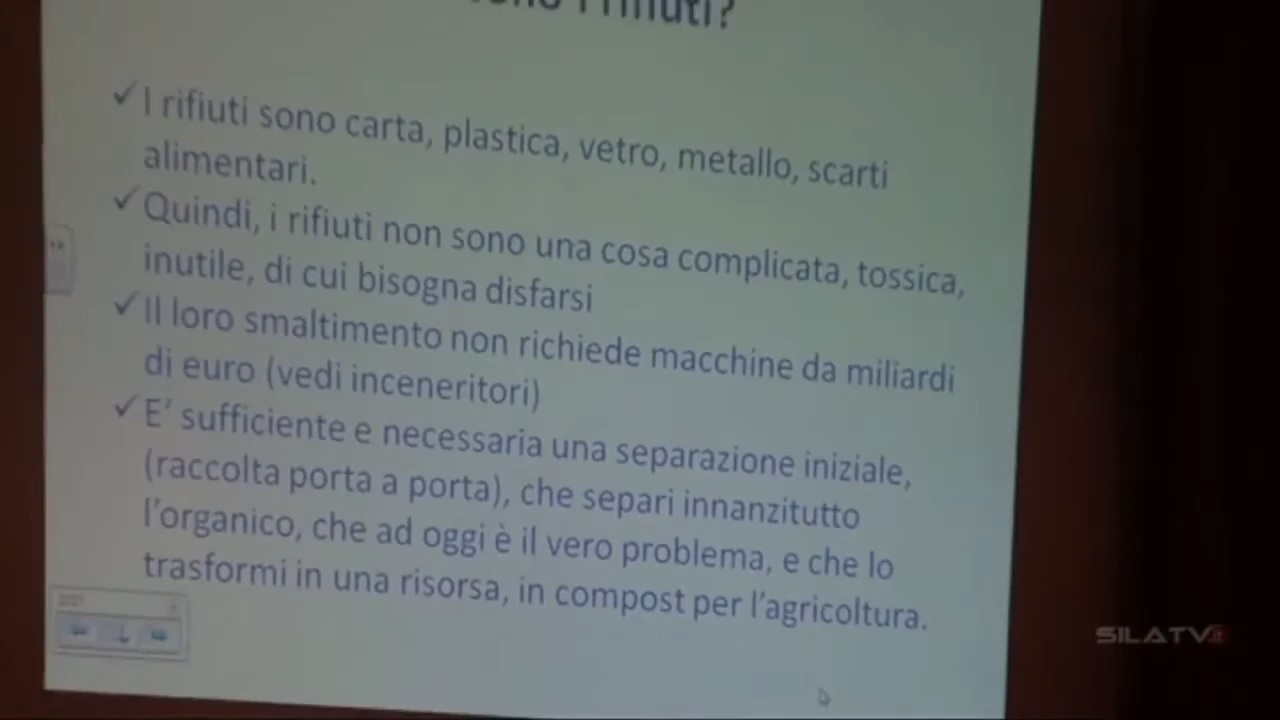 i rifiuti?
✓ I rifiuti sono carta, plastica, vetro, metallo, scarti
alimentari.
✓ Quindi, i rifiuti non sono una cosa complicata, tossica,
inutile, di cui bisogna disfarsi
✓ Il loro smaltimento non richiede macchine da miliardi
di euro (vedi inceneritori)
✓ E' sufficiente e necessaria una separazione iniziale,
(raccolta porta a porta), che separi innanzitutto
l'organico, che ad oggi è il vero problema, e che lo
trasformi in una risorsa, in compost per l'agricoltura.
SILATV